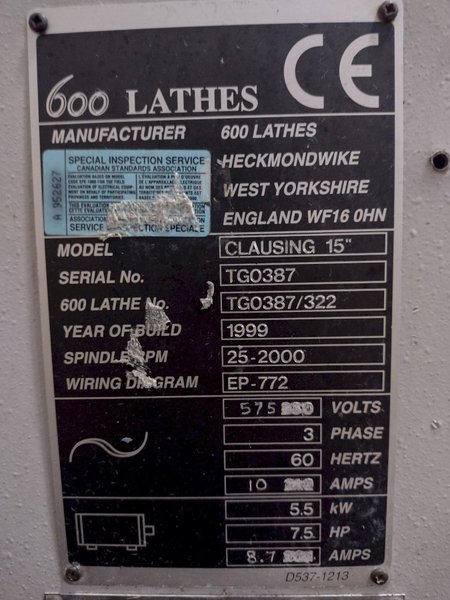 600 LATHES CE
MANUFACTURER 600 LATHES
HECKMONDWIKE
WEST YORKSHIRE
ENGLAND WF16 0HN
A 952627
SPECIAL INSPECTION SERVICE
CANADIAN STANDARDS ASSOCIATION
MODEL CLAUSING 15"
SERIAL No. TG0387
600 LATHE No. TG0387/322
YEAR OF BUILD 1999
SPINDLE RPM 25-2000
WIRING DIAGRAM EP-772
575 VOLTS
3 PHASE
60 HERTZ
10 AMPS
5.5 kW
7.5 HP
8.7 AMPS
D537-1213